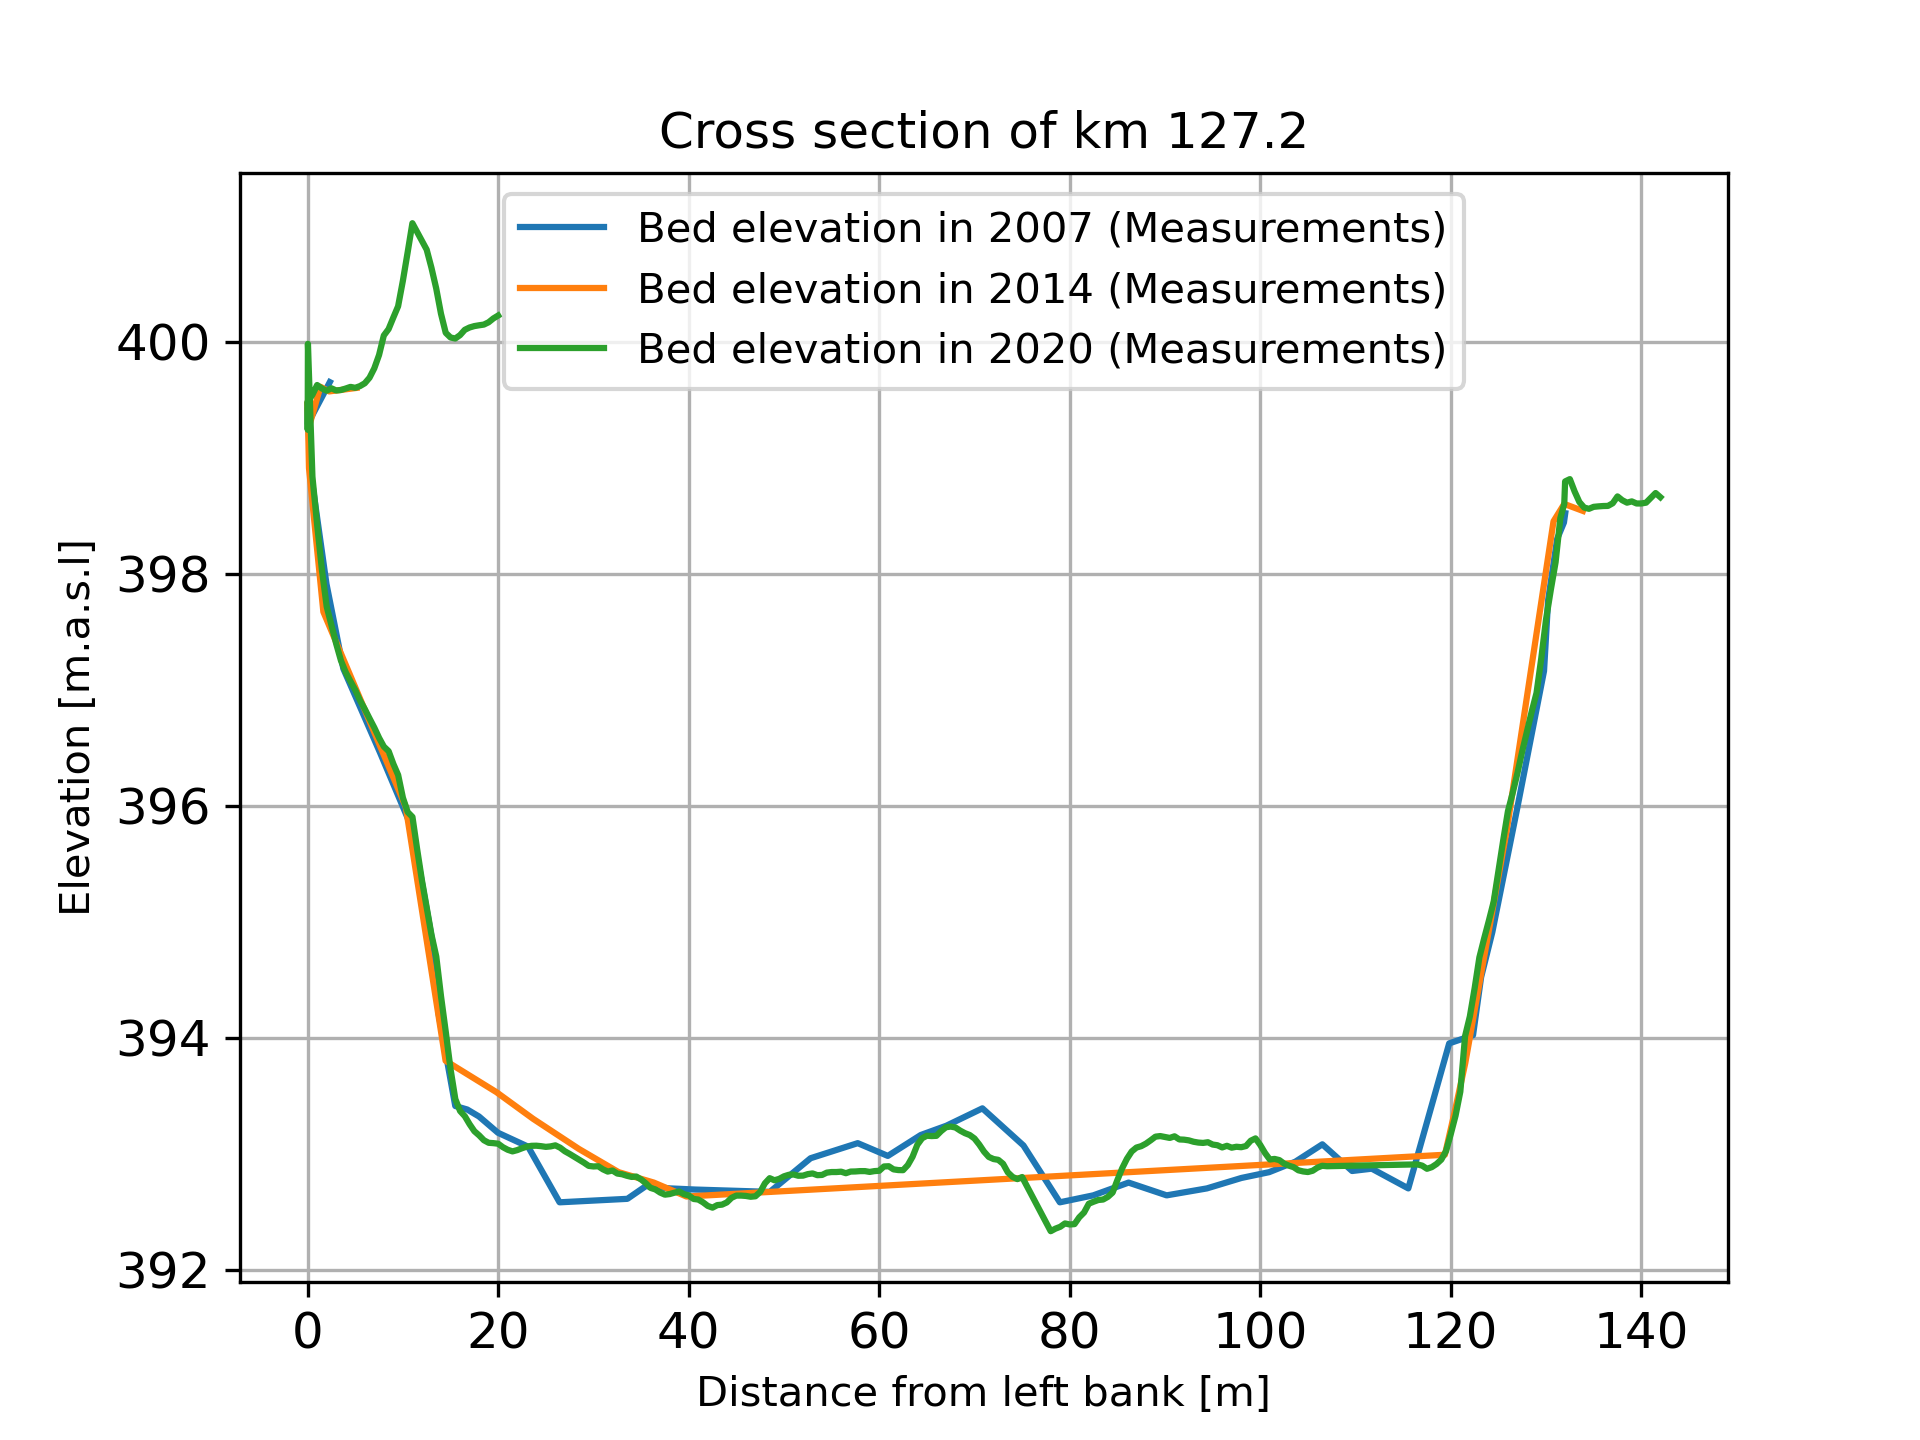 Cross section of km 127.2
Bed elevation in 2007 (Measurements)
Bed elevation in 2014 (Measurements)
Bed elevation in 2020 (Measurements)
Elevation [m.a.s.l]
400
398
396
394
392
0 20 40 60 80 100 120 140
Distance from left bank [m]